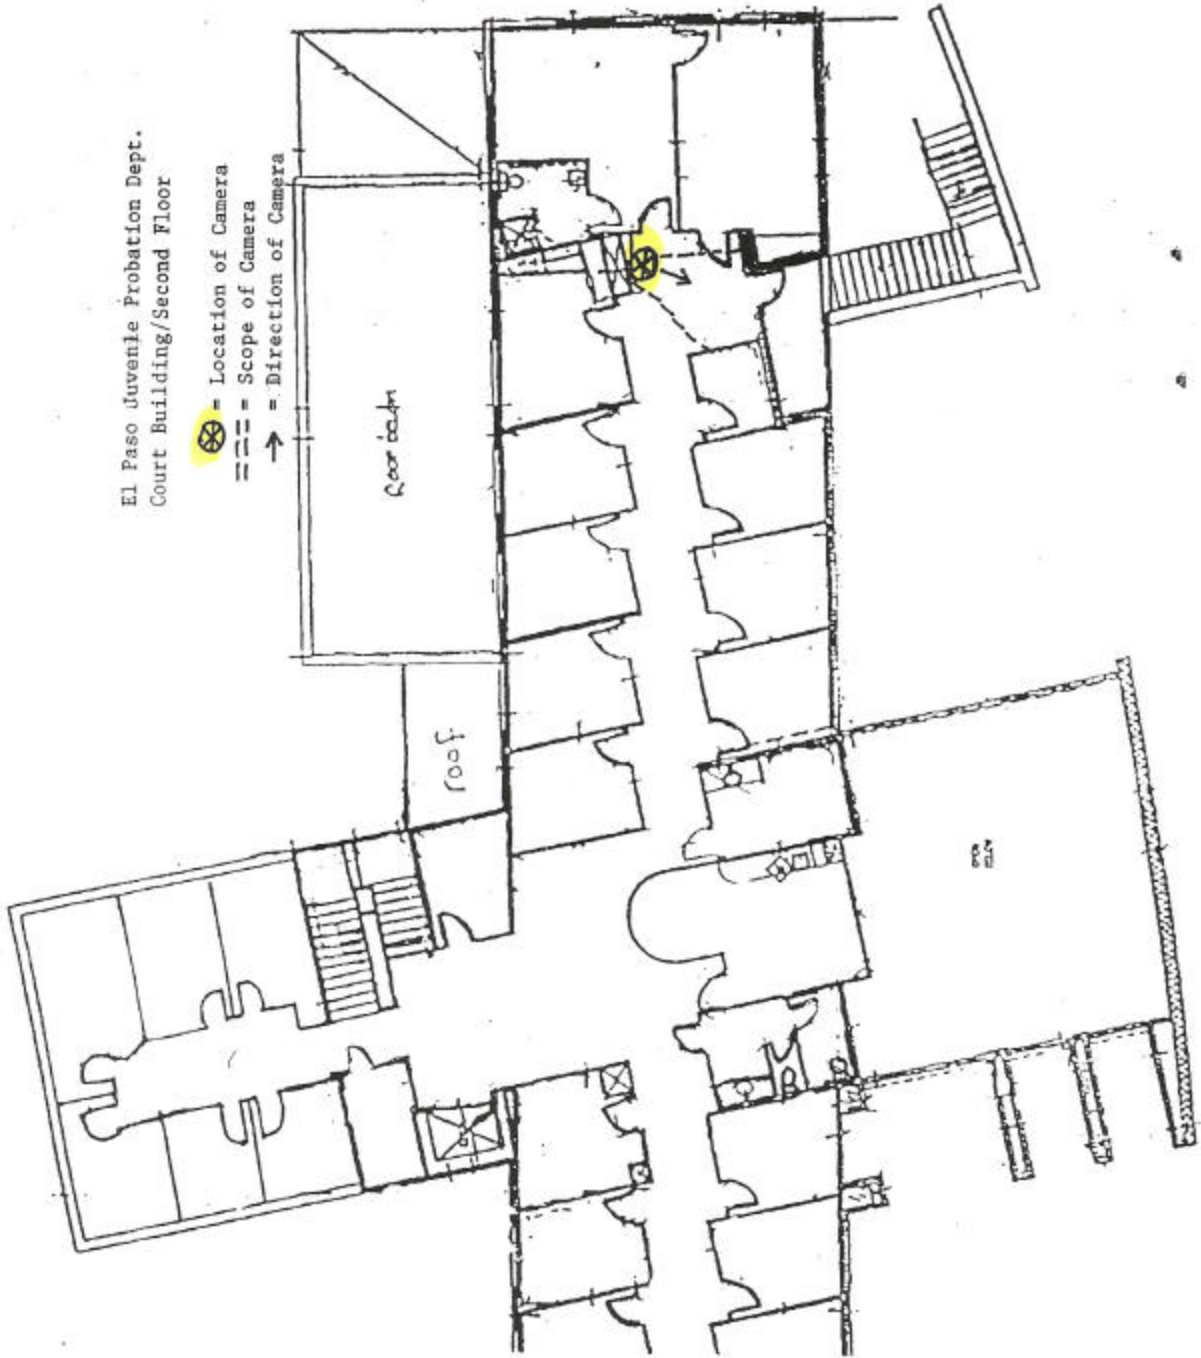 El Paso Juvenile Probation Dept.
Court Building/Second Floor
= Location of Camera
= Scope of Camera
= Direction of Camera
roof